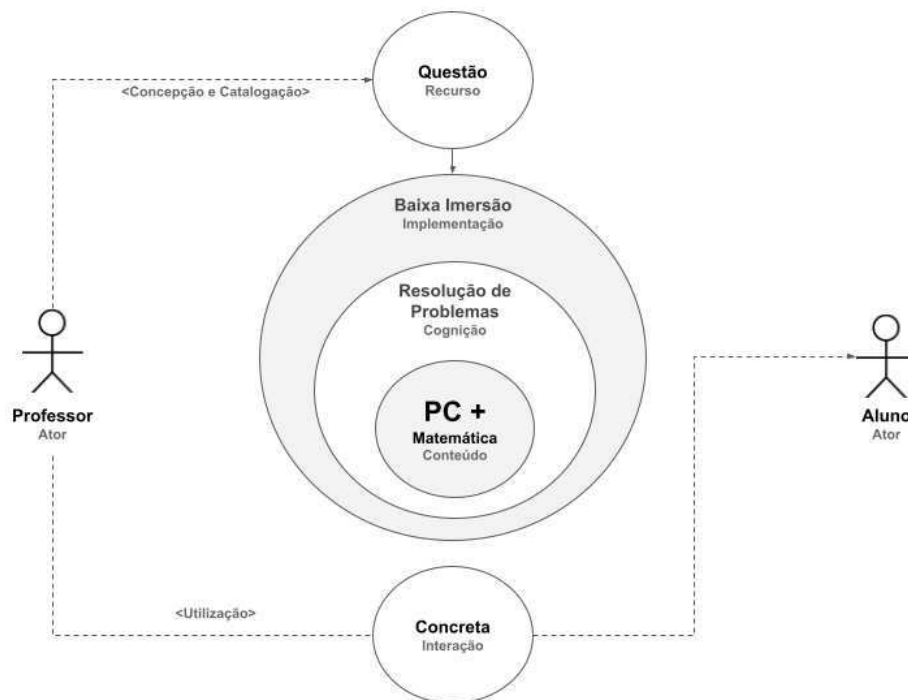 Questão
Recurso
<Concepção e Catalogação>
Baixa Imersão
Implementação
Resolução de
Problemas
Cognição
PC +
Matemática
Conteúdo
Professor
Ator
Aluno
Ator
<Utilização>
Concreta
Interação